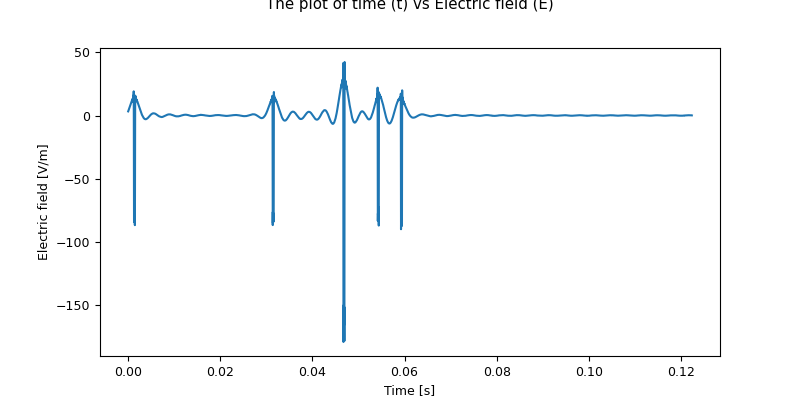 The plot of time (t) vs Electric field (E)
50
0
−50
−100
−150
Electric field [V/m]
0.00 0.02 0.04 0.06 0.08 0.10 0.12
Time [s]